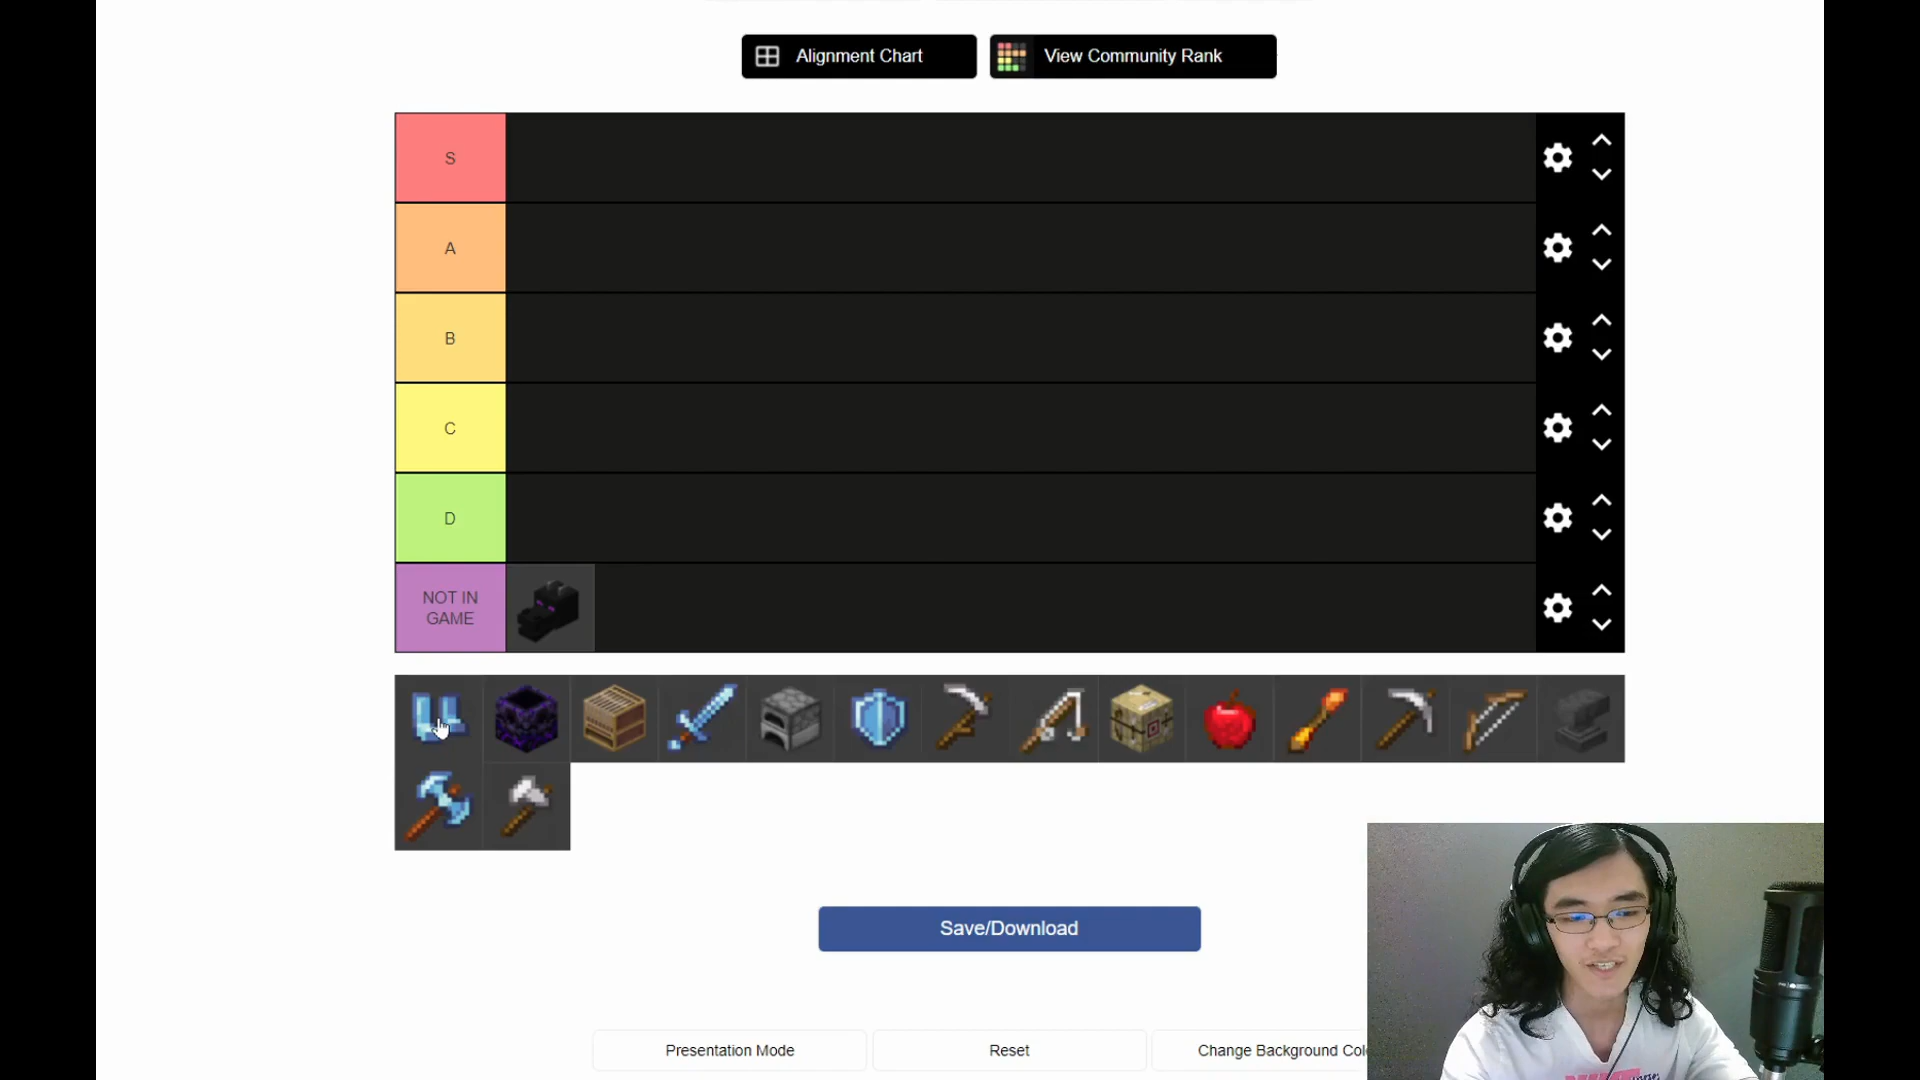 Alignment Chart
View Community Rank
S
A
B
C
D
NOT IN
GAME
Save/Download
Presentation Mode
Reset
Change Background Col